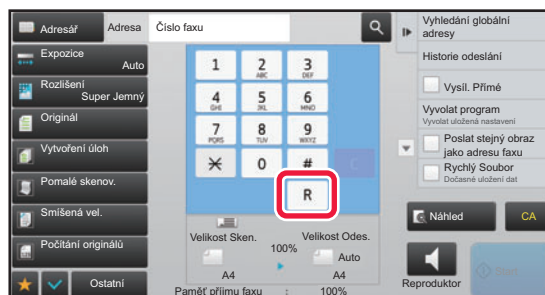 Adresář
Adresa
Číslo faxu
Expozice
Auto
Rozlišení
Super Jemný
Originál
Vytvoření úloh
Pomalé skenov.
Smíšená vel.
Počítání originálů
Ostatní
1
2
ABC
3
DEF
4
GHI
5
JKL
6
MNO
7
PQRS
8
TUV
9
WXYZ
0
#
C
R
Velikost Sken.
100%
Velikost Odes.
Auto
A4
A4
Paměť příjmu faxu : 100%
Vyhledání globální
adresy
Historie odeslání
Vysíl. Přímé
Vyvolat program
Vyvolat uložená nastavení
Poslat stejný obraz
jako adresu faxu
Rychlý Soubor
Dočasné uložení dat
Náhled
CA
Reproduktor
Start